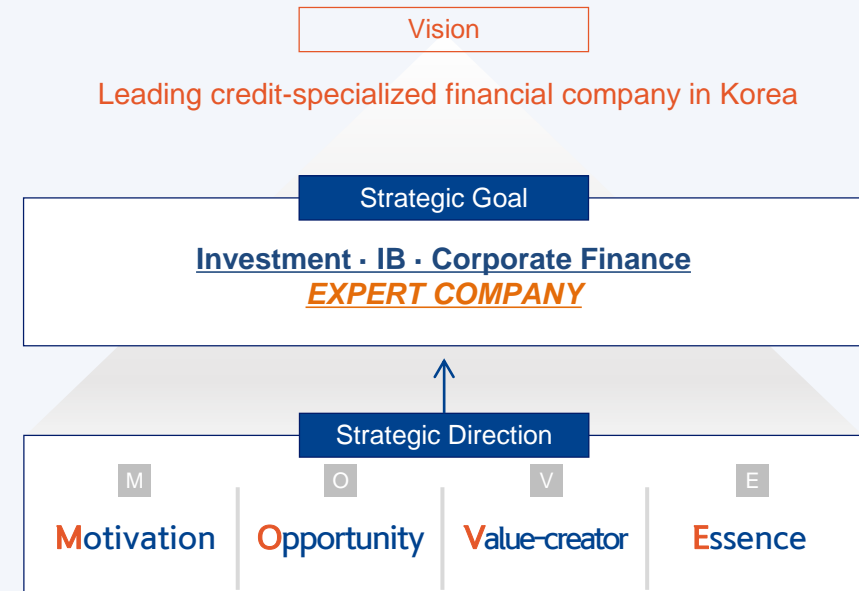 Vision
Leading credit-specialized financial company in Korea
Strategic Goal
Investment · IB · Corporate Finance
EXPERT COMPANY
Strategic Direction
M O V E
Motivation Opportunity Value-creator Essence